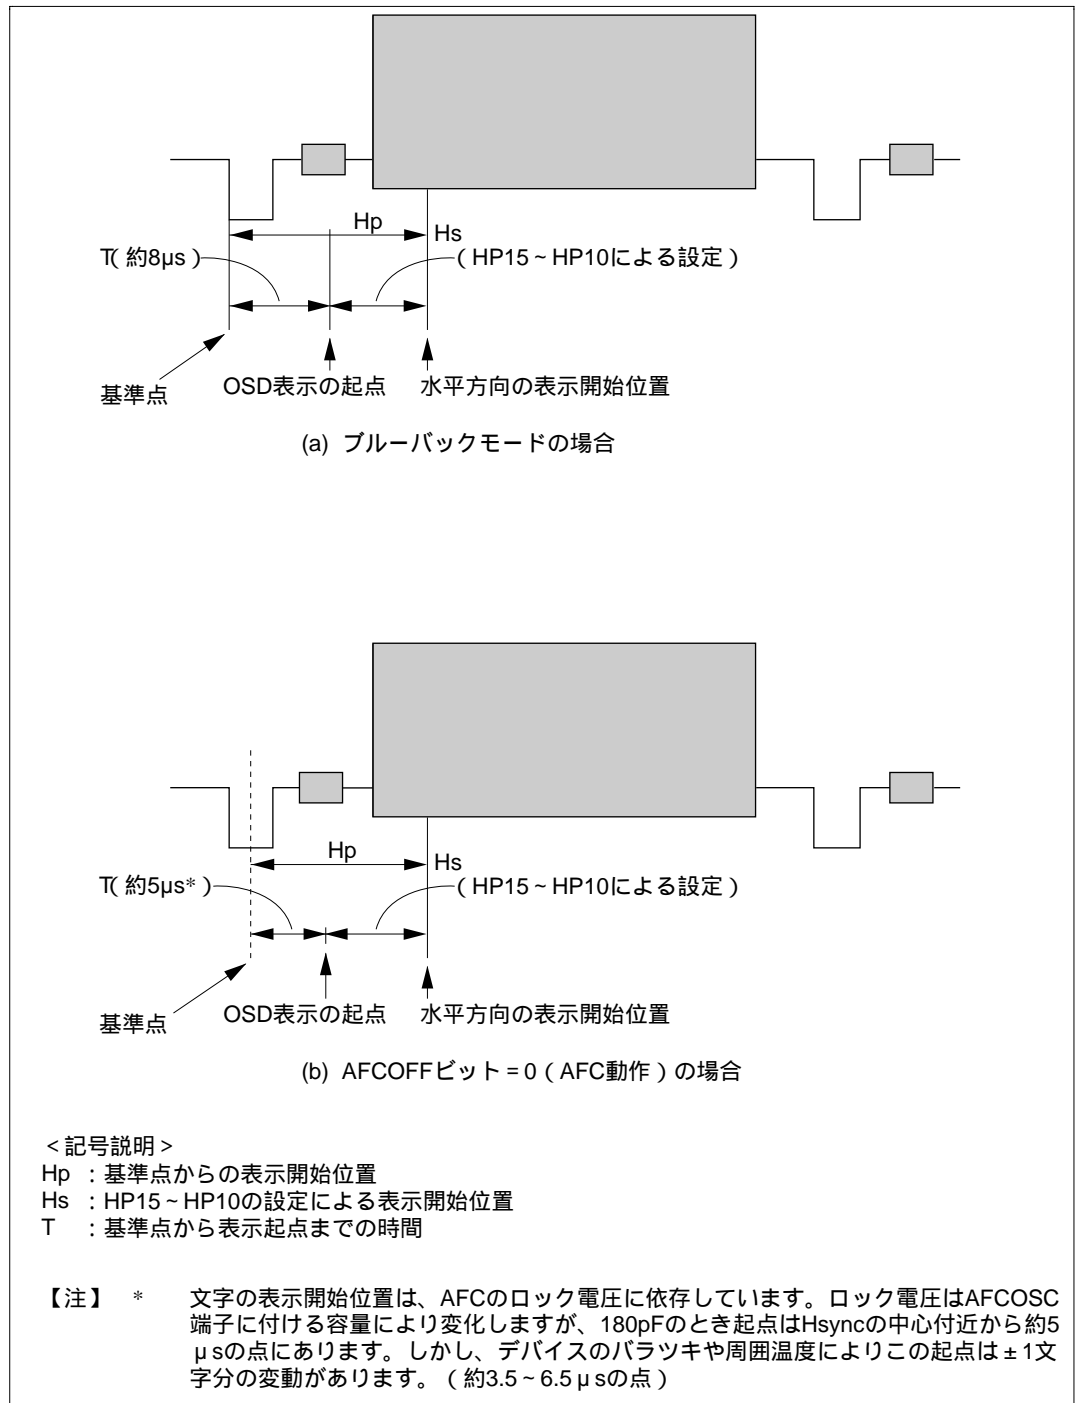 Hp
Hs
T(約8μs)
(HP15~HP10による設定)
基準点
OSD表示の起点
水平方向の表示開始位置
(a) ブルーバックモードの場合
Hp
Hs
T(約5μs*)
(HP15~HP10による設定)
基準点
OSD表示の起点
水平方向の表示開始位置
(b) AFCOFFビット=0(AFC動作)の場合
<記号説明>
Hp :基準点からの表示開始位置
Hs :HP15~HP10の設定による表示開始位置
T :基準点から表示起点までの時間
【注】 * 文字の表示開始位置は、AFCのロック電圧に依存しています。ロック電圧はAFCOSC
端子に付ける容量により変化しますが、180pFのとき起点はHsyncの中心付近から約5
μsの点にあります。しかし、デバイスのバラツキや周囲温度によりこの起点は±1文
字分の変動があります。(約3.5~6.5μsの点)